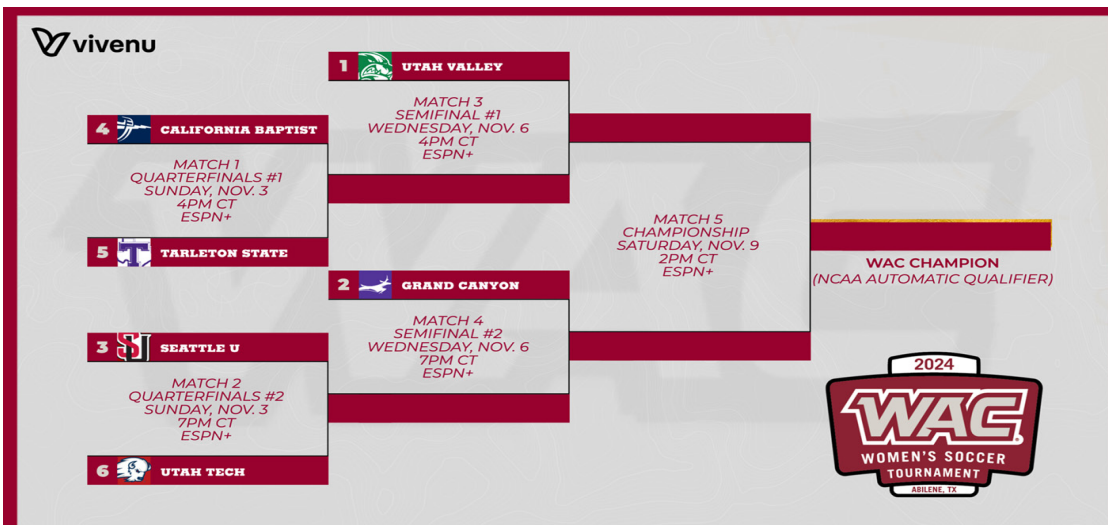 vivenu
1 UTAH VALLEY
MATCH 3
SEMIFINAL #1
WEDNESDAY, NOV. 6
4PM CT
ESPN+
4 CALIFORNIA BAPTIST
MATCH 1
QUARTERFINALS #1
SUNDAY, NOV. 3
4PM CT
ESPN+
5 T TARLETON STATE
2 GRAND CANYON
MATCH 4
SEMIFINAL #2
WEDNESDAY, NOV. 6
7PM CT
ESPN+
3 SU SEATTLE U
MATCH 2
QUARTERFINALS #2
SUNDAY, NOV. 3
7PM CT
ESPN+
6 UTAH TECH
MATCH 5
CHAMPIONSHIP
SATURDAY, NOV. 9
2PM CT
ESPN+
WAC CHAMPION
(NCAA AUTOMATIC QUALIFIER)
WAC
2024
WAC
WOMEN'S SOCCER
TOURNAMENT
ABILENE, TX